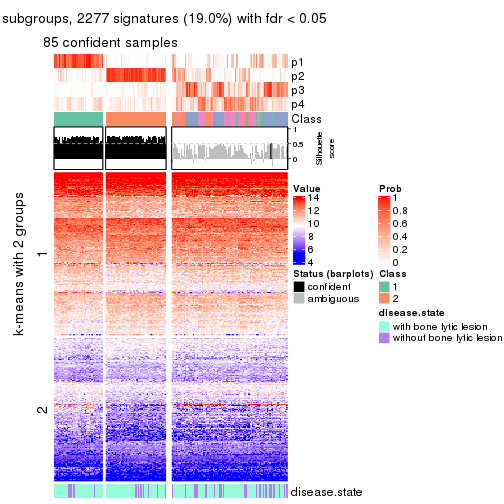 subgroups, 2277 signatures (19.0%) with fdr < 0.05
85 confident samples
p1
p2
p3
p4
Class
1
0.5
0
Silhouette
score
k-means with 2 groups
1
2
Value
14
12
10
8
6
4
Prob
1
0.8
0.6
0.4
0.2
0
Status (barplots)
confident
ambiguous
Class
1
2
disease.state
with bone lytic lesion
without bone lytic lesion
disease.state